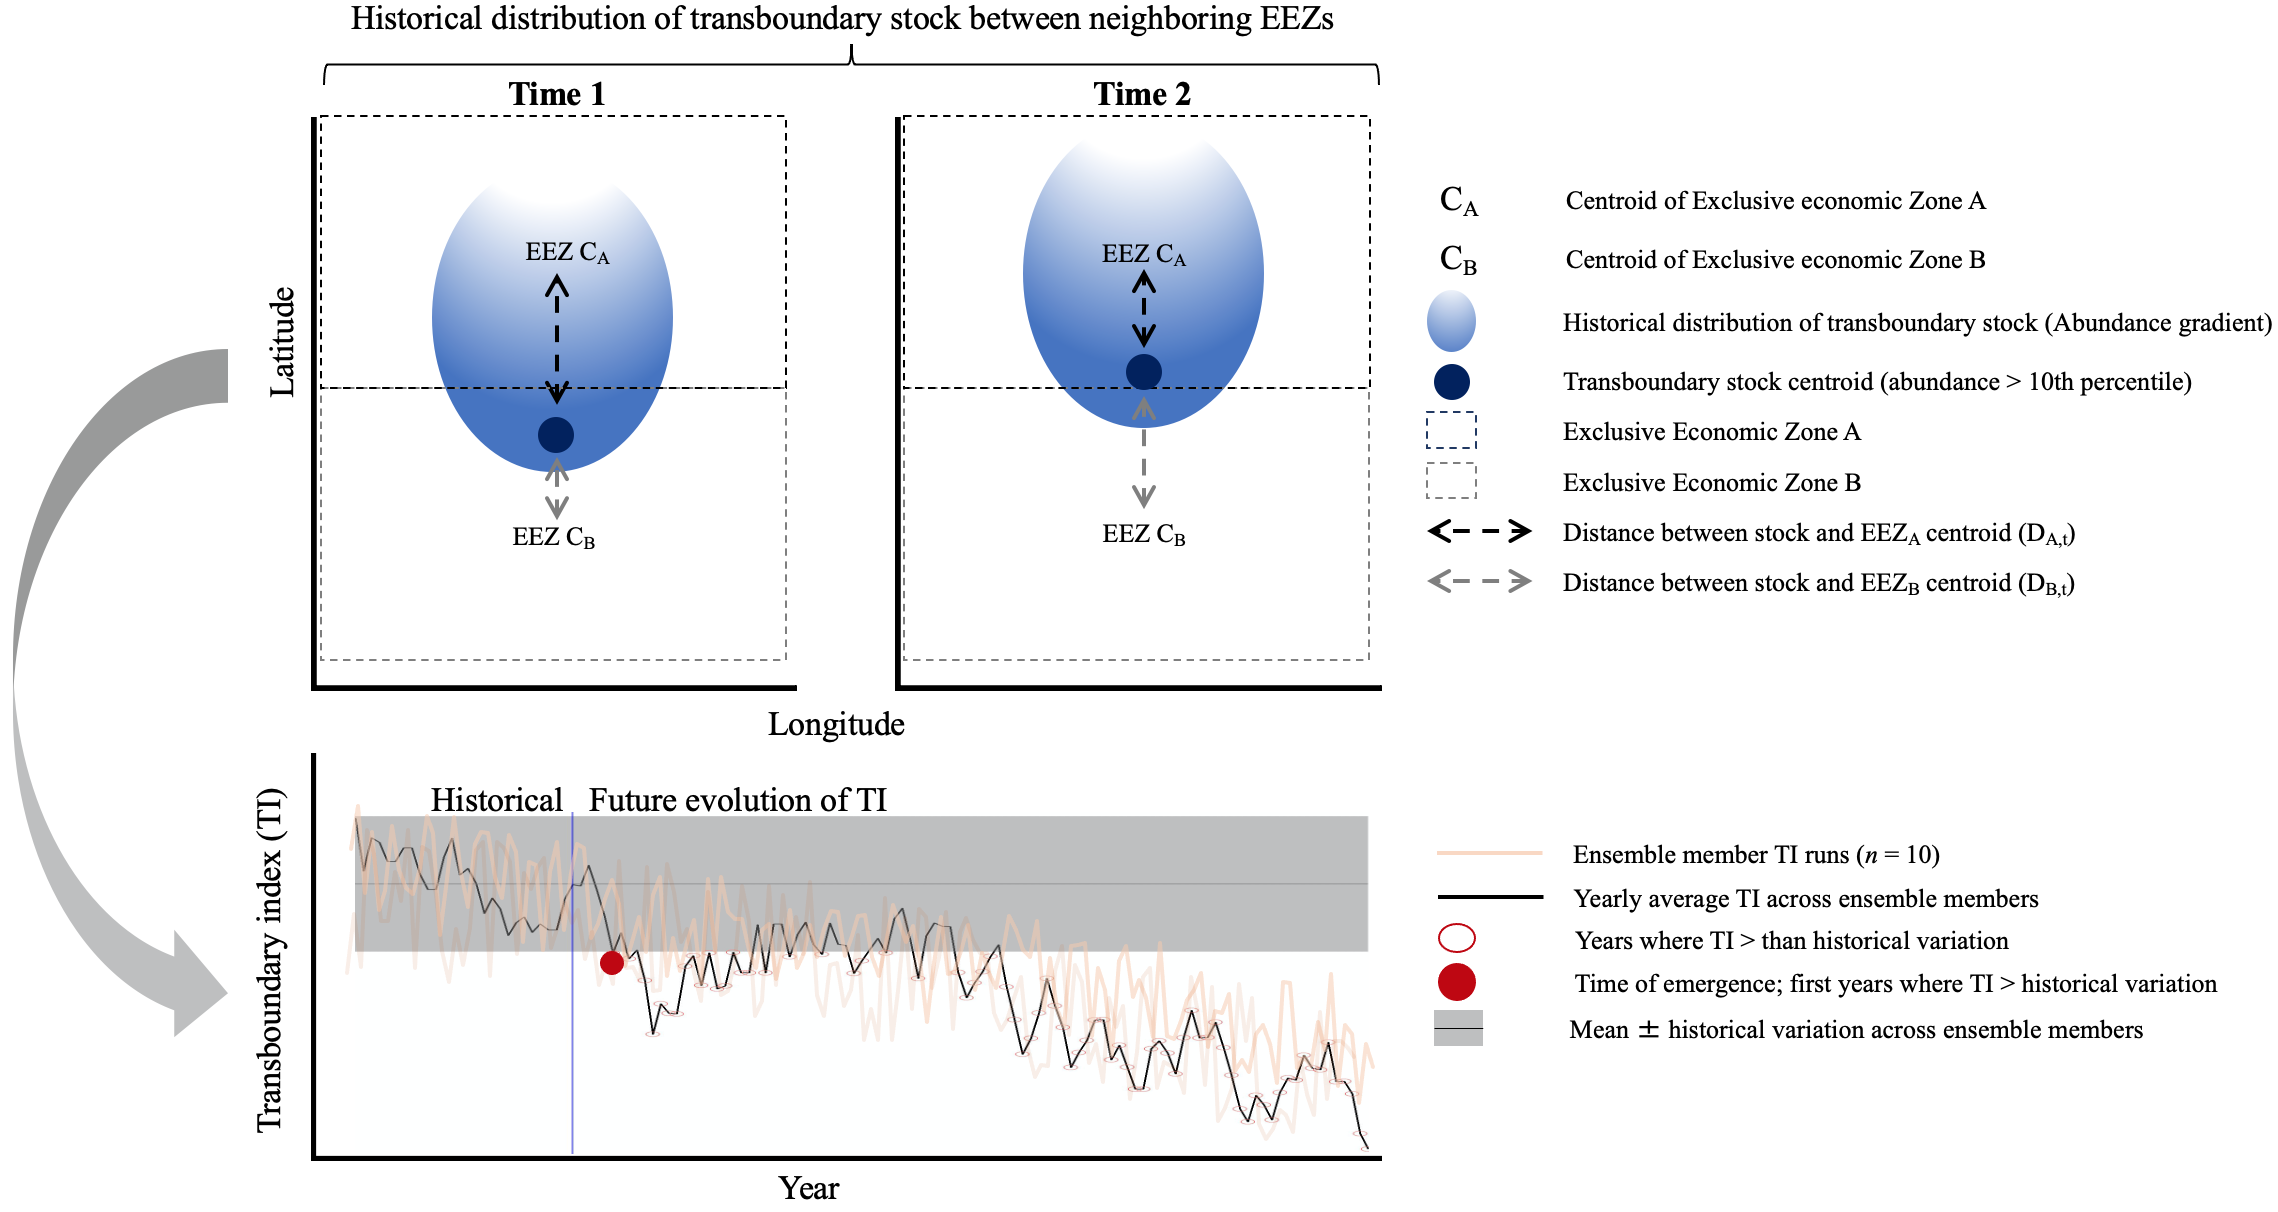 Historical distribution of transboundary stock between neighboring EEZs
Time 1
Time 2
Latitude
EEZ CA
EEZ CB
EEZ CA
EEZ CB
Longitude
CA Centroid of Exclusive economic Zone A
CB Centroid of Exclusive economic Zone B
Historical distribution of transboundary stock (Abundance gradient)
Transboundary stock centroid (abundance > 10th percentile)
Exclusive Economic Zone A
Exclusive Economic Zone B
Distance between stock and EEZA centroid (DA,t)
Distance between stock and EEZB centroid (DB,t)
Transboundary index (TI)
Historical
Future evolution of TI
Year
Ensemble member TI runs (n = 10)
Yearly average TI across ensemble members
Years where TI > than historical variation
Time of emergence; first years where TI > historical variation
Mean ± historical variation across ensemble members